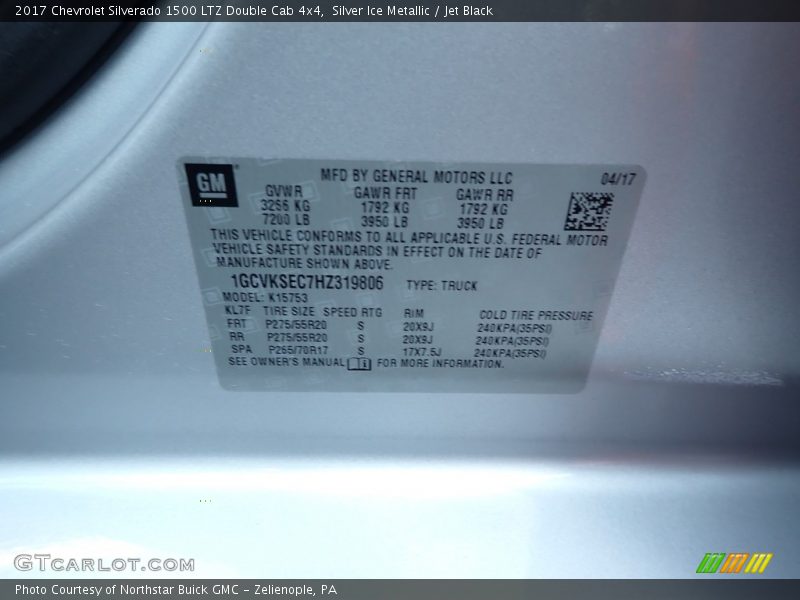 2017 Chevrolet Silverado 1500 LTZ Double Cab 4x4, Silver Ice Metallic / Jet Black
GM
MFD BY GENERAL MOTORS LLC 04/17
GVWR GAWR FRT GAWR RR
3266 KG 1792 KG 1792 KG
7200 LB 3950 LB 3950 LB
THIS VEHICLE CONFORMS TO ALL APPLICABLE U.S. FEDERAL MOTOR
VEHICLE SAFETY STANDARDS IN EFFECT ON THE DATE OF
MANUFACTURE SHOWN ABOVE.
1GCVKSEC7HZ319806 TYPE: TRUCK
MODEL: K15753
KL7F TIRE SIZE SPEED RTG RIM COLD TIRE PRESSURE
FRT P275/55R20 S 20X9J 240KPA(35PSI)
RR P275/55R20 S 20X9J 240KPA(35PSI)
SPA P265/70R17 S 17X7.5J 240KPA(35PSI)
SEE OWNER'S MANUAL FOR MORE INFORMATION.
GTCARLOT.COM
Photo Courtesy of Northstar Buick GMC - Zelienople, PA